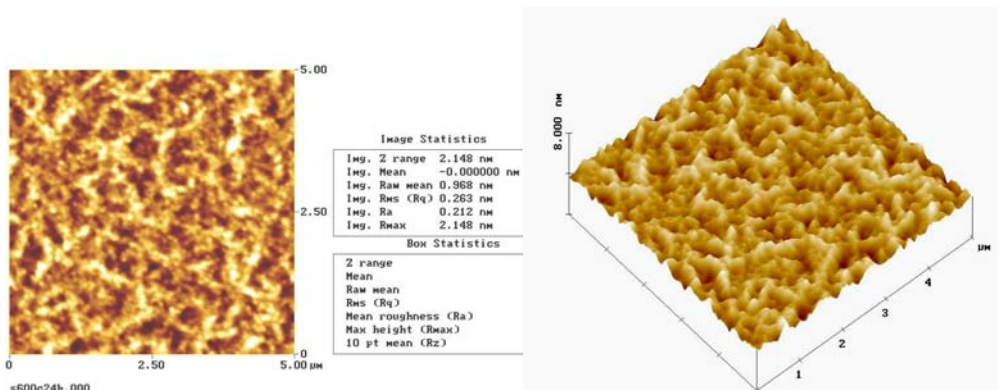 5.00
2.50
0
0
2.50
5.00 µm
s600c24h.000
Image Statistics
Img. Z range 2.148 nm
Img. Mean -0.000000 nm
Img. Raw mean 0.968 nm
Img. Rms (Rq) 0.263 nm
Img. Ra 0.212 nm
Img. Rmax 2.148 nm
Box Statistics
Z range
Mean
Raw mean
Rms (Rq)
Mean roughness (Ra)
Max height (Rmax)
10 pt mean (Rz)
8.000 nm
1
2
3
4
µm